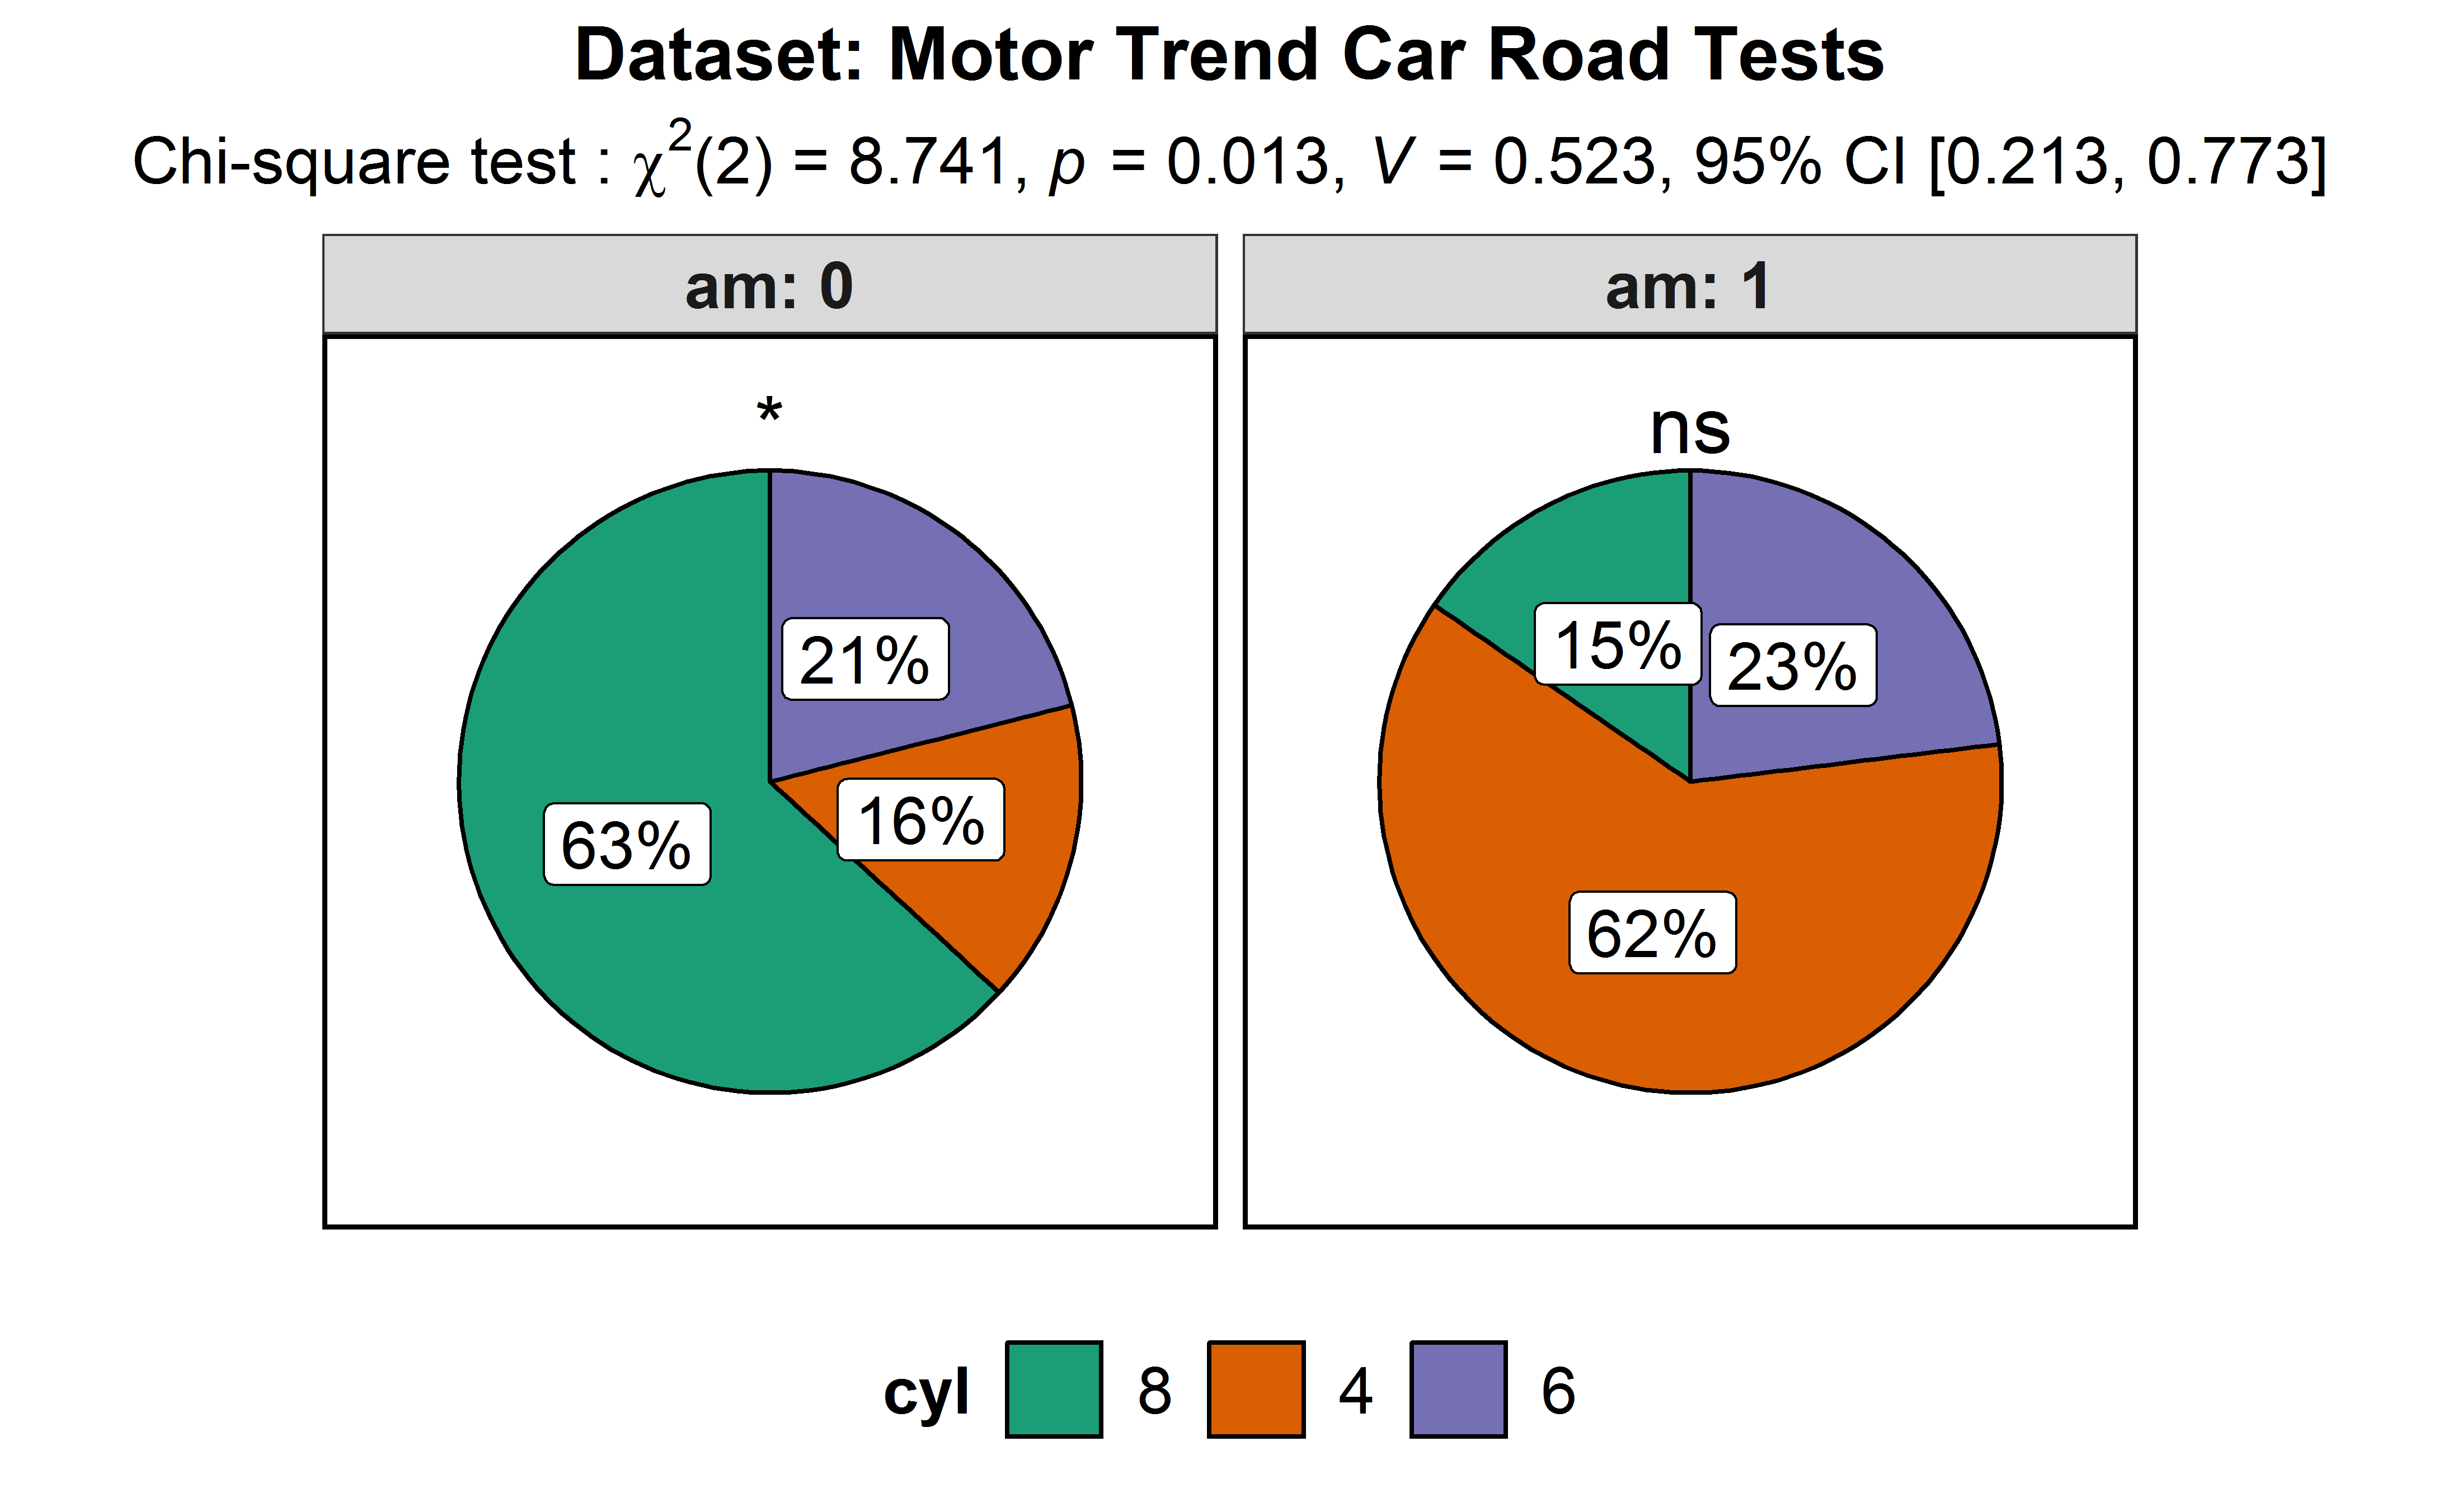 Dataset: Motor Trend Car Road Tests
Chi-square test : χ²(2) = 8.741, p = 0.013, V = 0.523, 95% CI [0.213, 0.773]
am: 0
*
21%
16%
63%
am: 1
ns
15%
23%
62%
cyl 8 4 6